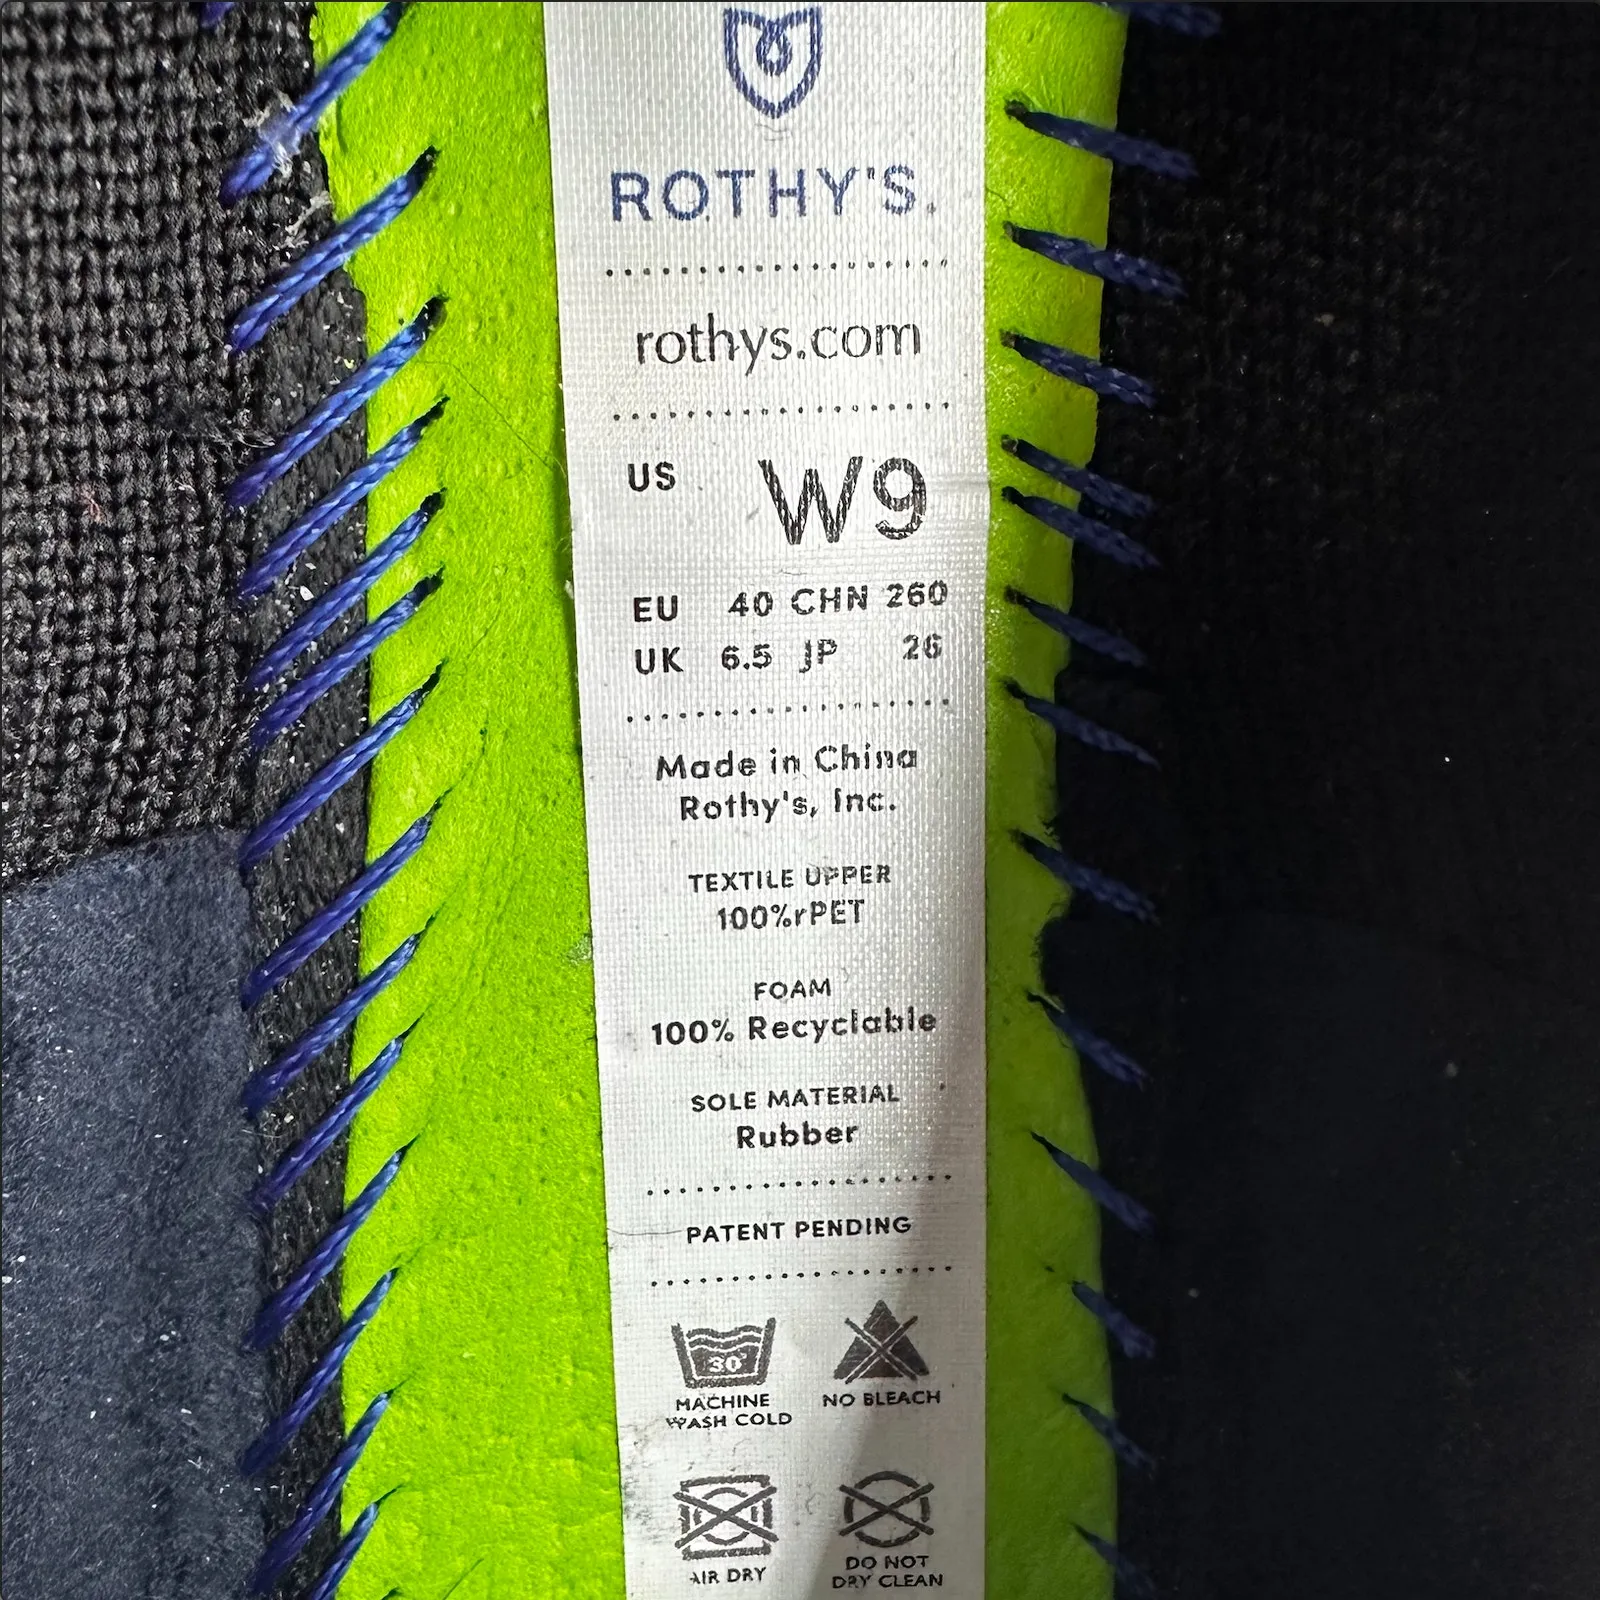 ROTHY'S.
rothys.com
US W9
EU 40 CHN 260
UK 6.5 JP 26
Made in China
Rothy's, Inc.
TEXTILE UPPER
100%rPET
FOAM
100% Recyclable
SOLE MATERIAL
Rubber
PATENT PENDING
30°
MACHINE WASH COLD
NO BLEACH
AIR DRY
DO NOT DRY CLEAN